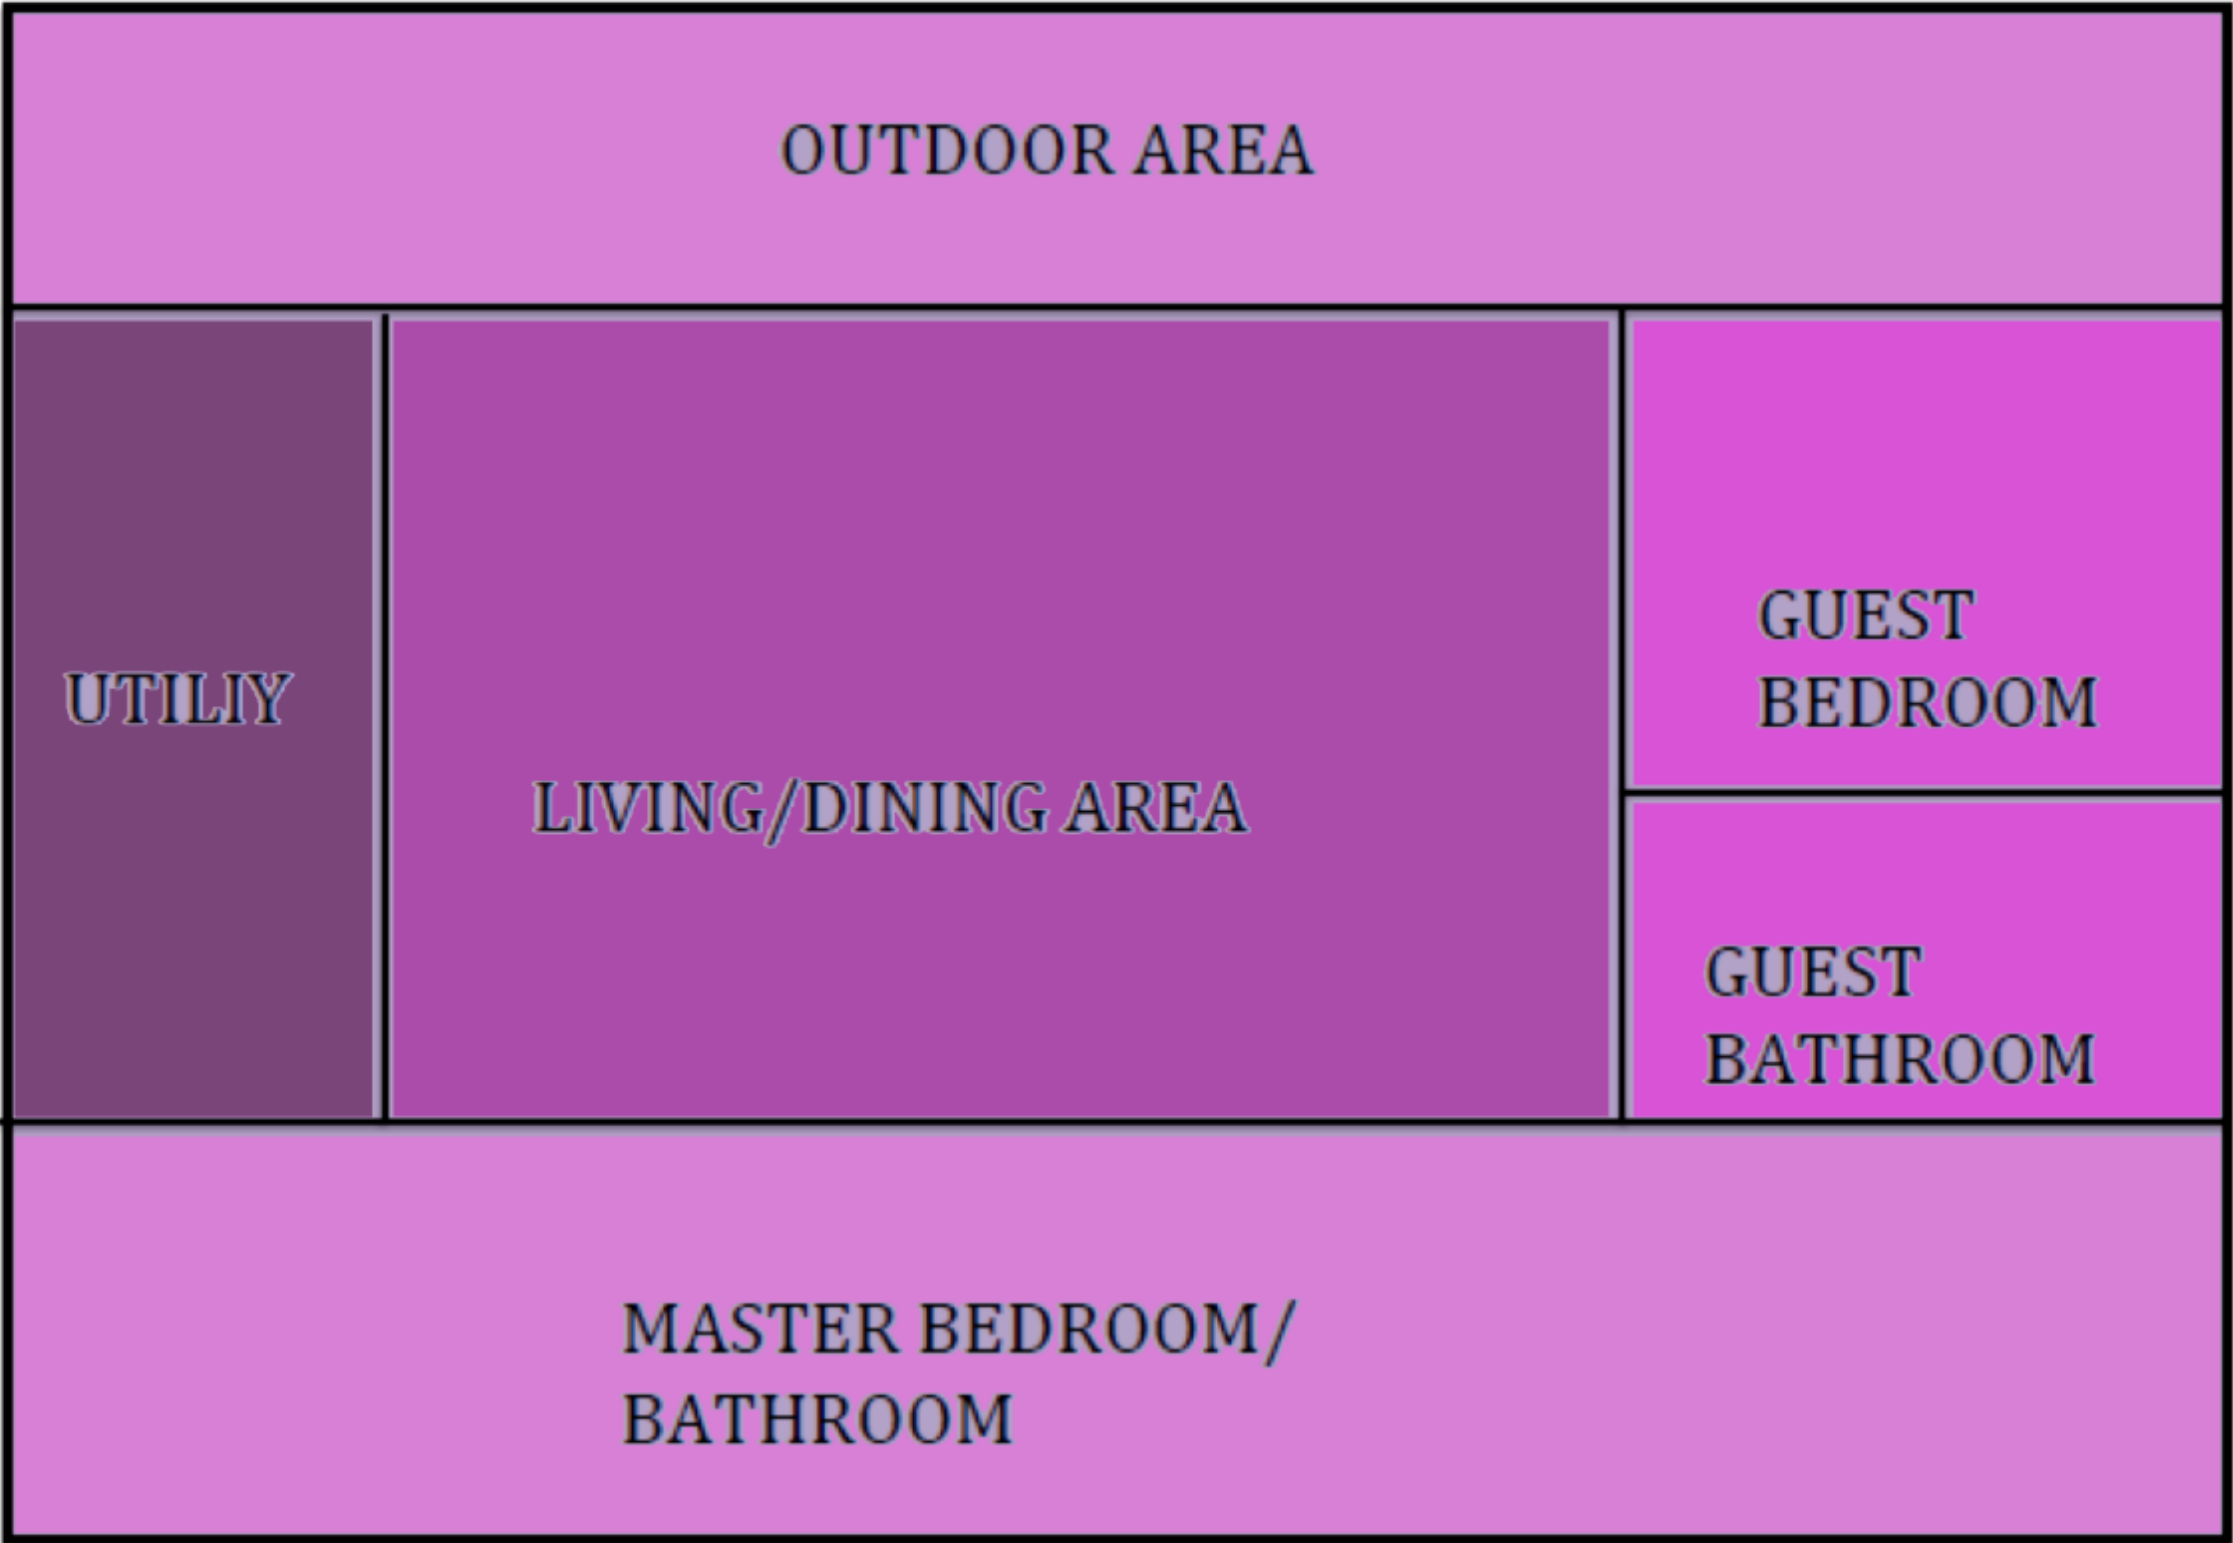 OUTDOOR AREA
UTILIY
LIVING/DINING AREA
GUEST
BEDROOM
GUEST
BATHROOM
MASTER BEDROOM/
BATHROOM